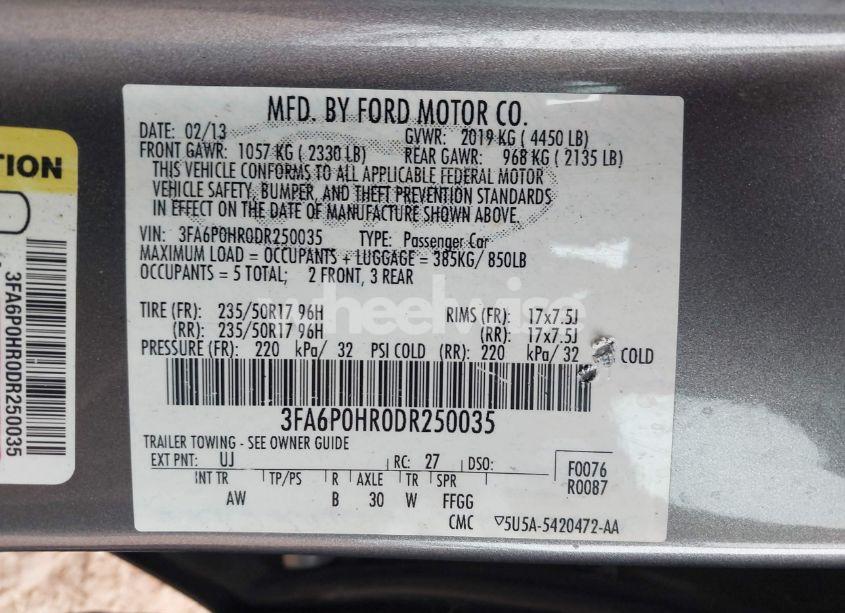 MFD. BY FORD MOTOR CO.
DATE: 02/13 GVWR: 2019 KG ( 4450 LB)
FRONT GAWR: 1057 KG ( 2330 LB) REAR GAWR: 968 KG ( 2135 LB)
THIS VEHICLE CONFORMS TO ALL APPLICABLE FEDERAL MOTOR
VEHICLE SAFETY, BUMPER, AND THEFT PREVENTION STANDARDS
IN EFFECT ON THE DATE OF MANUFACTURE SHOWN ABOVE.
VIN: 3FA6P0HR0DR250035 TYPE: Passenger Car
MAXIMUM LOAD = OCCUPANTS + LUGGAGE = 385KG/ 850LB
OCCUPANTS = 5 TOTAL; 2 FRONT, 3 REAR
TIRE (FR): 235/50R17 96H RIMS (FR): 17x7.5J
(RR): 235/50R17 96H (RR): 17x7.5J
PRESSURE (FR): 220 kPa/ 32 PSI COLD (RR): 220 kPa/ 32 COLD
3FA6P0HR0DR250035
TRAILER TOWING - SEE OWNER GUIDE
EXT PNT: UJ RC: 27 DSO: F0076
INT TR TP/PS R AXLE TR SPR R0087
AW B 30 W FFGG
CMC ▽5U5A-5420472-AA
TION
3FA6P0HR0DR250035
wheelwise